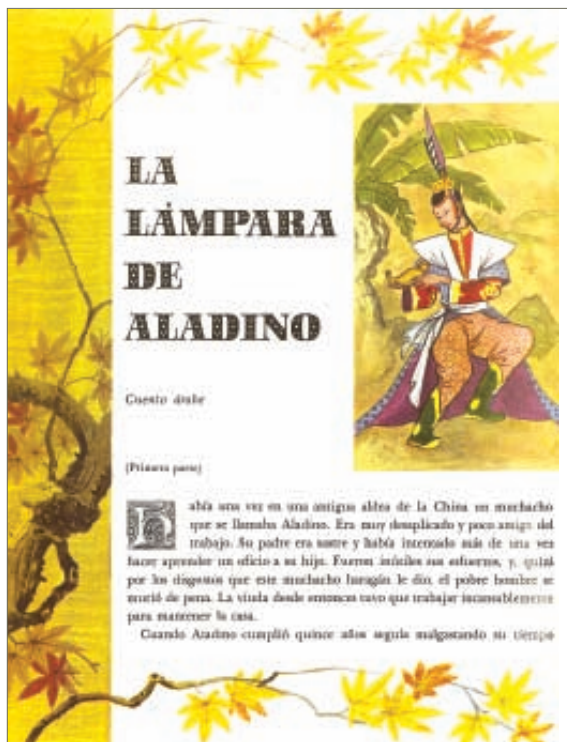 LA
LÁMPARA
DE
ALADINO
Cuento árabe
(Primera parte)
Había una vez en una antigua aldea de la China un muchacho
que se llamaba Aladino. Era muy desaplicado y poco amigo del
trabajo. Su padre era sastre y había intentado más de una vez
hacer aprender un oficio a su hijo. Fueron inútiles sus esfuerzos, y, quizá
por los disgustos que este muchacho haragán le dio, el pobre hombre se
murió de pena. La viuda desde entonces tuvo que trabajar incansablemente
para mantener la casa.
Cuando Aladino cumplió quince años seguía malgastando su tiempo